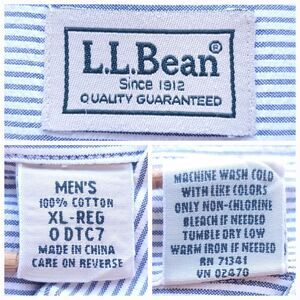 L.L.Bean®
Since 1912
QUALITY GUARANTEED
MEN'S
100% COTTON
XL-REG
0 DTC7
MADE IN CHINA
CARE ON REVERSE
MACHINE WASH COLD
WITH LIKE COLORS
ONLY NON-CHLORINE
BLEACH IF NEEDED
TUMBLE DRY LOW
WARM IRON IF NEEDED
RN 71341
VN 02476